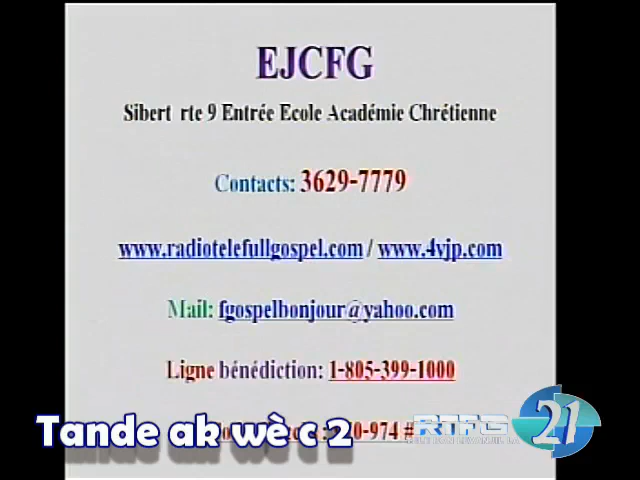 EJCFG
Sibert rte 9 Entrée Ecole Académie Chrétienne
Contacts: 3629-7779
www.radiotelefullgospel.com / www.4vjp.com
Mail: fgospelbonjour@yahoo.com
Ligne bénédiction: 1-805-399-1000
-974 #
Tande ak wè c 2
RTFG 21